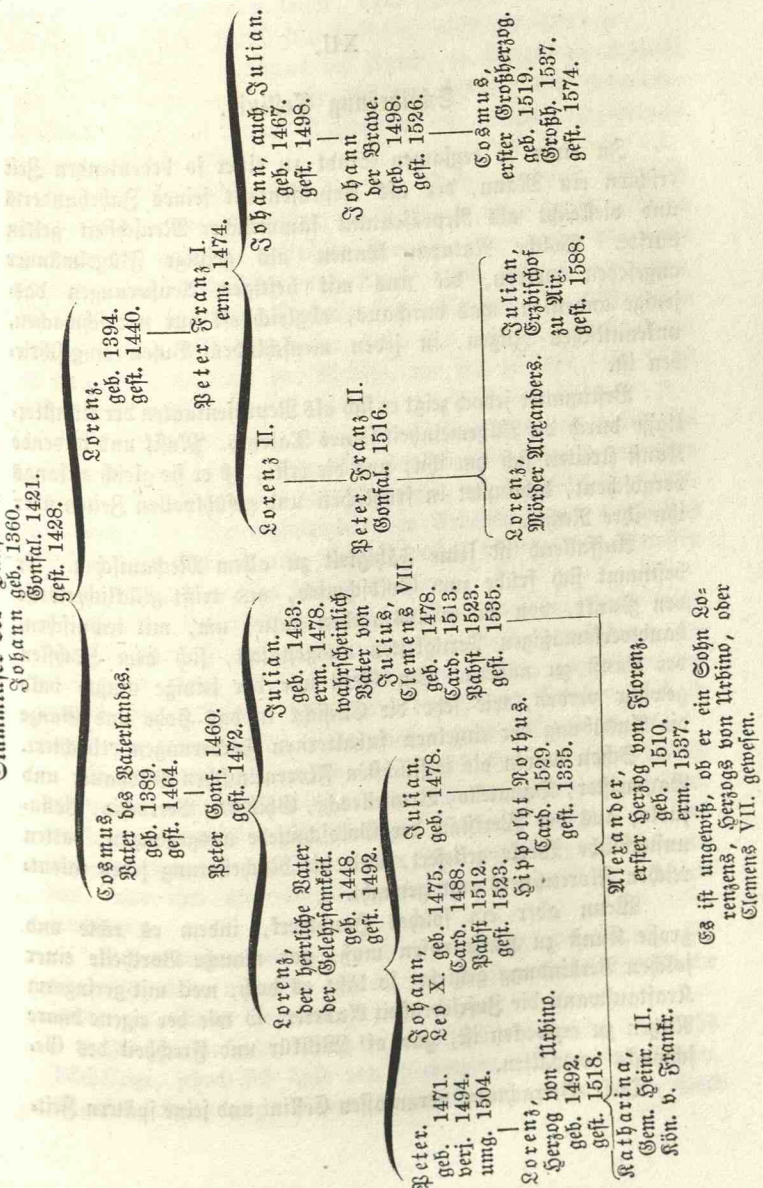 Johann geb. 1360.
Gonfal. 1421.
gest. 1428.
Cosmus,
Vater des Vaterlandes.
geb. 1389.
gest. 1464.
Lorenz.
geb. 1394.
gest. 1440.
Peter Gonf. 1460.
gest. 1472.
Peter Franz I.
erm. 1474.
Lorenz,
der herrliche Vater
der Gelehrsamkeit.
geb. 1448.
gest. 1492.
Julian.
geb. 1453.
erm. 1478.
wahrscheinlich
Vater von
Julus, VII.
Clemens VII.
geb. 1478.
Card. 1513.
Pabst 1523.
gest. 1535.
Lorenz II.
Johann, auch Julian.
geb. 1467.
gest. 1498.
Peter Franz II.
Gonfal. 1516.
Johann
der Brave.
geb. 1498.
gest. 1526.
Peter.
geb. 1471.
verj. 1494.
umg. 1504.
Johann,
Leo X. geb. 1475.
Card. 1488.
Pabst 1512.
gest. 1523.
Julian.
geb. 1478.
Lorenz,
Mörder Alexanders.
Julian,
Erzbischof
zu Aix.
gest. 1588.
Cosmus,
erster Großherzog.
geb. 1519.
Großh. 1537.
gest. 1574.
Lorenz,
Herzog von Urbino.
geb. 1492.
gest. 1518.
Hippolyt Nothus.
Card. 1529.
gest. 1335.
Katharina,
Gem. Heinr. II.
Kön. v. Frankr.
Alexander,
erster Herzog von Florenz.
geb. 1510.
erm. 1537.
Es ist ungewiß, ob er ein Sohn Lo-
renzens, Herzogs von Urbino, oder
Clemens VII. gewesen.